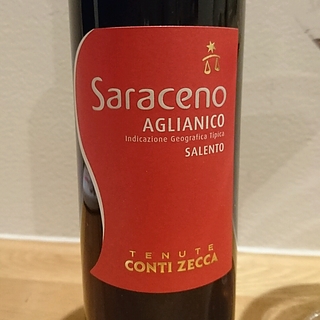 Saraceno
AGLIANICO
Indicazione Geografica Tipica
SALENTO
TENUTE
CONTI ZECCA